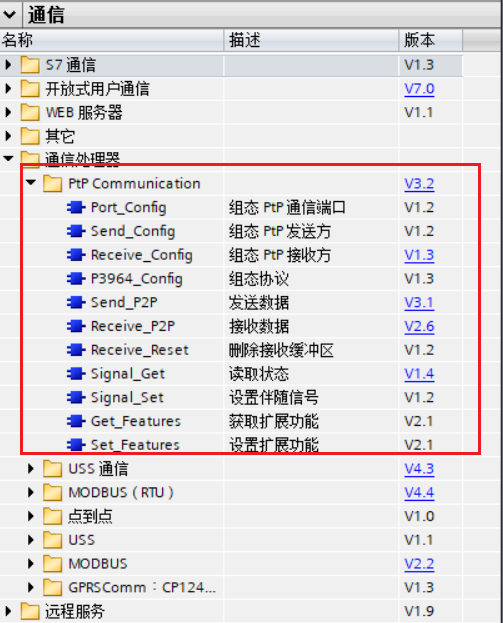 通信
名称 描述 版本
S7 通信 V1.3
开放式用户通信 V7.0
WEB 服务器 V1.1
其它
通信处理器
PtP Communication V3.2
Port_Config 组态 PtP 通信端口 V1.2
Send_Config 组态 PtP 发送方 V1.2
Receive_Config 组态 PtP 接收方 V1.3
P3964_Config 组态协议 V1.3
Send_P2P 发送数据 V3.1
Receive_P2P 接收数据 V2.6
Receive_Reset 删除接收缓冲区 V1.2
Signal_Get 读取状态 V1.4
Signal_Set 设置伴随信号 V1.2
Get_Features 获取扩展功能 V2.1
Set_Features 设置扩展功能 V2.1
USS 通信 V4.3
MODBUS（RTU） V4.4
点到点 V1.0
USS V1.1
MODBUS V2.2
GPRSComm：CP124... V1.3
远程服务 V1.9